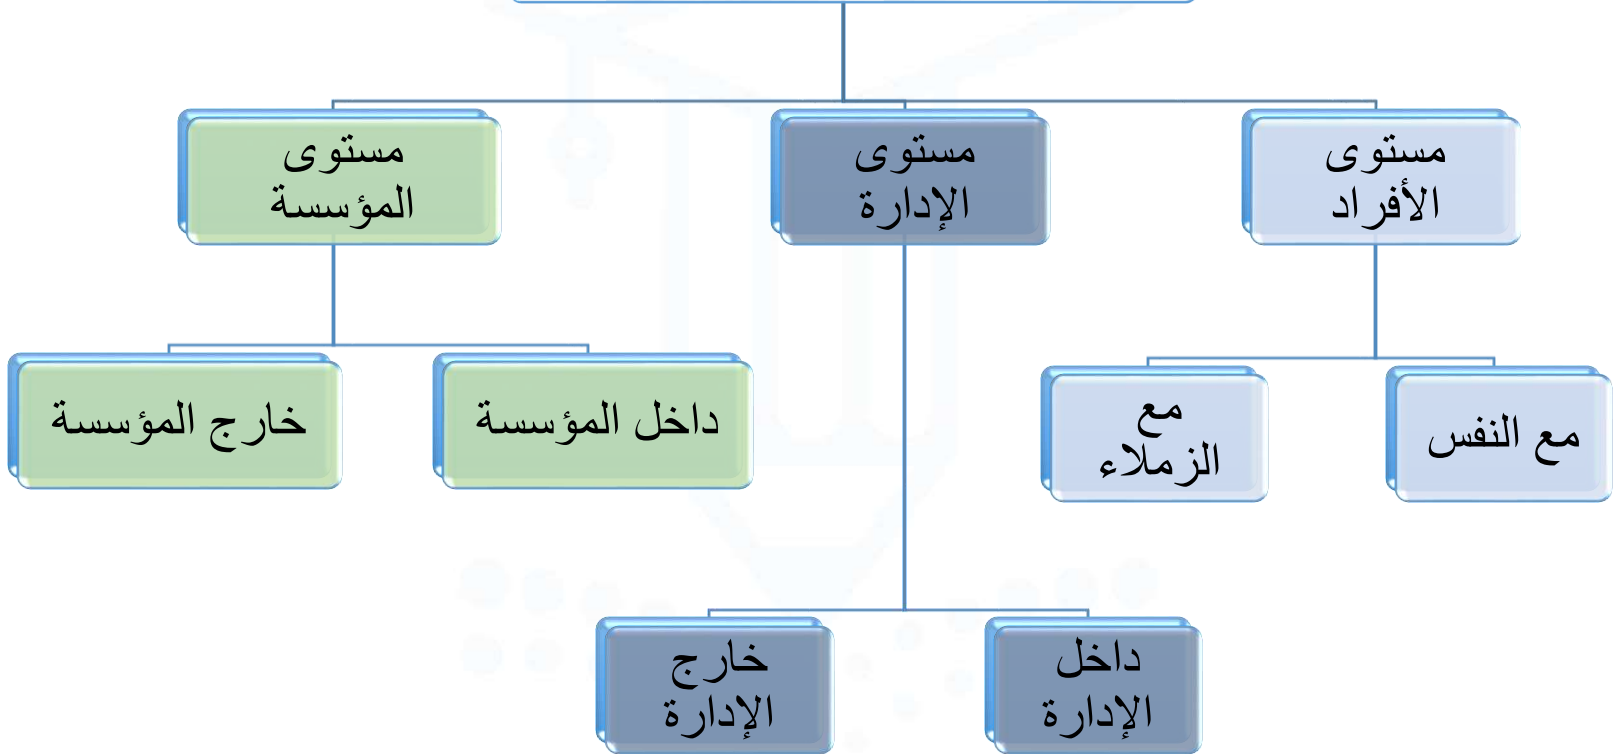 مستوى
الأفراد
مستوى
الإدارة
مستوى
المؤسسة
مع النفس
مع
الزملاء
داخل المؤسسة
خارج المؤسسة
داخل
الإدارة
خارج
الإدارة